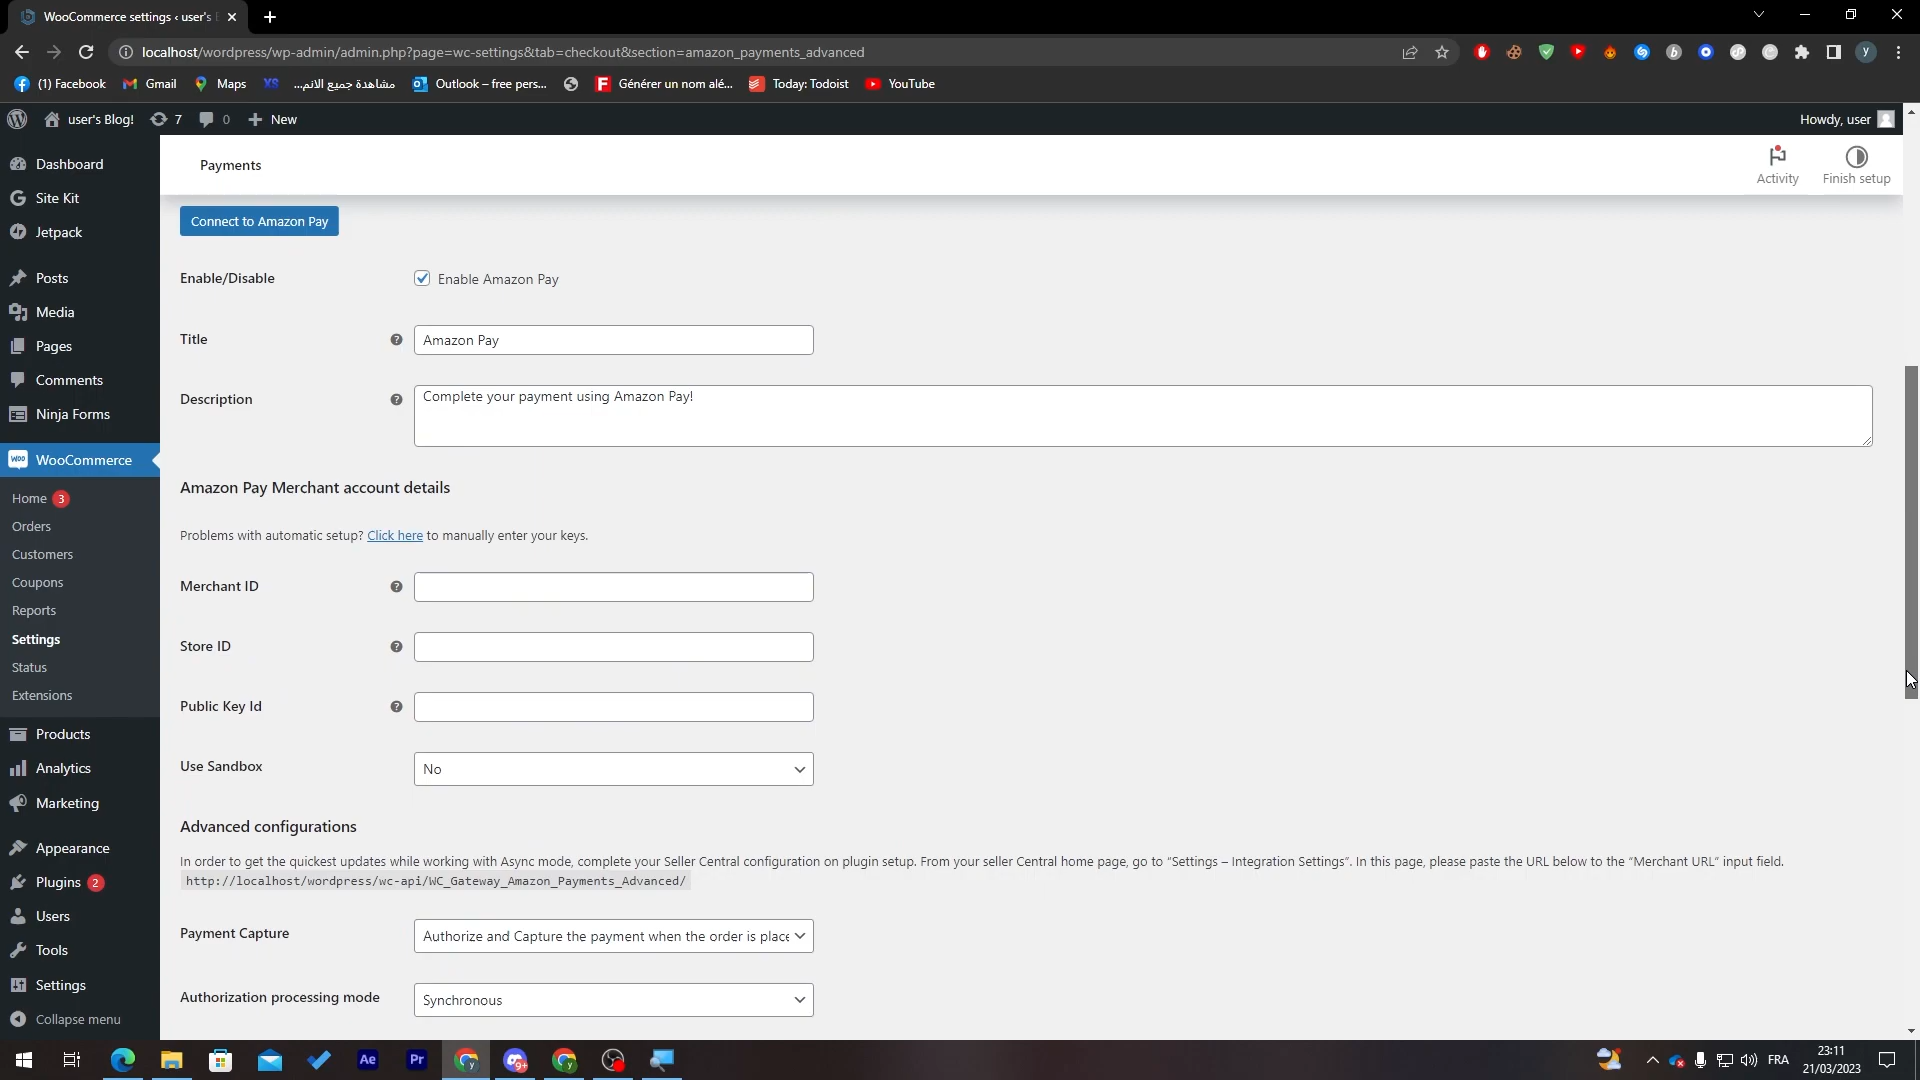 WooCommerce settings ‹ user's B
localhost/wordpress/wp-admin/admin.php?page=wc-settings&tab=checkout&section=amazon_payments_advanced
y
(1) Facebook
Gmail
Maps
XS
مشاهدة جميع الانم...
Outlook – free pers...
Générer un nom alé...
Today: Todoist
YouTube
user's Blog!
7
0
New
Howdy, user
Dashboard
Site Kit
Jetpack
Posts
Media
Pages
Comments
Ninja Forms
WooCommerce
Home 3
Orders
Customers
Coupons
Reports
Settings
Status
Extensions
Products
Analytics
Marketing
Appearance
Plugins 2
Users
Tools
Settings
Collapse menu
Payments
Activity
Finish setup
Connect to Amazon Pay
Enable/Disable
Enable Amazon Pay
Title
Amazon Pay
Description
Complete your payment using Amazon Pay!
Amazon Pay Merchant account details
Problems with automatic setup? Click here to manually enter your keys.
Merchant ID
Store ID
Public Key Id
Use Sandbox
No
Advanced configurations
In order to get the quickest updates while working with Async mode, complete your Seller Central configuration on plugin setup. From your seller Central home page, go to “Settings – Integration Settings”. In this page, please paste the URL below to the “Merchant URL” input field.
http://localhost/wordpress/wc-api/WC_Gateway_Amazon_Payments_Advanced/
Payment Capture
Authorize and Capture the payment when the order is place
Authorization processing mode
Synchronous
Ae
Pr
9+
FRA
23:11
21/03/2023